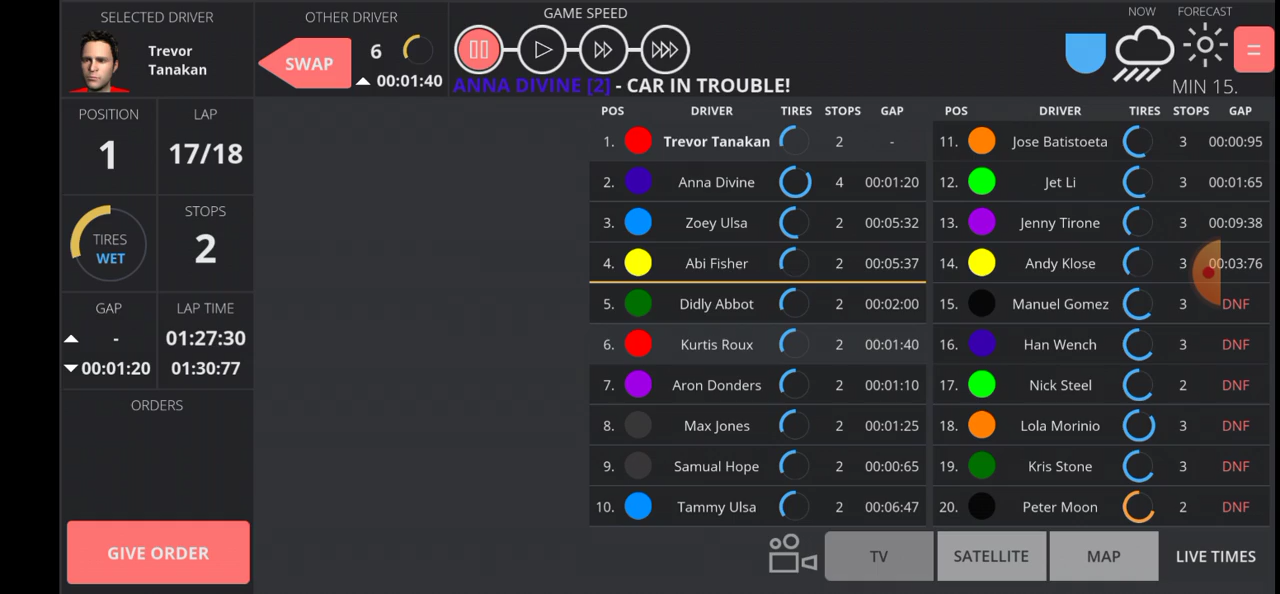 SELECTED DRIVER
Trevor
Tanakan
OTHER DRIVER
SWAP
6
00:01:40
GAME SPEED
ANNA DIVINE [2] - CAR IN TROUBLE!
NOW
FORECAST
MIN 15.
POSITION
1
LAP
17/18
TIRES
WET
STOPS
2
GAP
-
00:01:20
LAP TIME
01:27:30
01:30:77
ORDERS
GIVE ORDER
POS DRIVER TIRES STOPS GAP
1. Trevor Tanakan 2 -
2. Anna Divine 4 00:01:20
3. Zoey Ulsa 2 00:05:32
4. Abi Fisher 2 00:05:37
5. Didly Abbot 2 00:02:00
6. Kurtis Roux 2 00:01:40
7. Aron Donders 2 00:01:10
8. Max Jones 2 00:01:25
9. Samual Hope 2 00:00:65
10. Tammy Ulsa 2 00:06:47
POS DRIVER TIRES STOPS GAP
11. Jose Batistoeta 3 00:00:95
12. Jet Li 3 00:01:65
13. Jenny Tirone 3 00:09:38
14. Andy Klose 3 00:03:76
15. Manuel Gomez 3 DNF
16. Han Wench 3 DNF
17. Nick Steel 2 DNF
18. Lola Morinio 3 DNF
19. Kris Stone 3 DNF
20. Peter Moon 2 DNF
TV
SATELLITE
MAP
LIVE TIMES